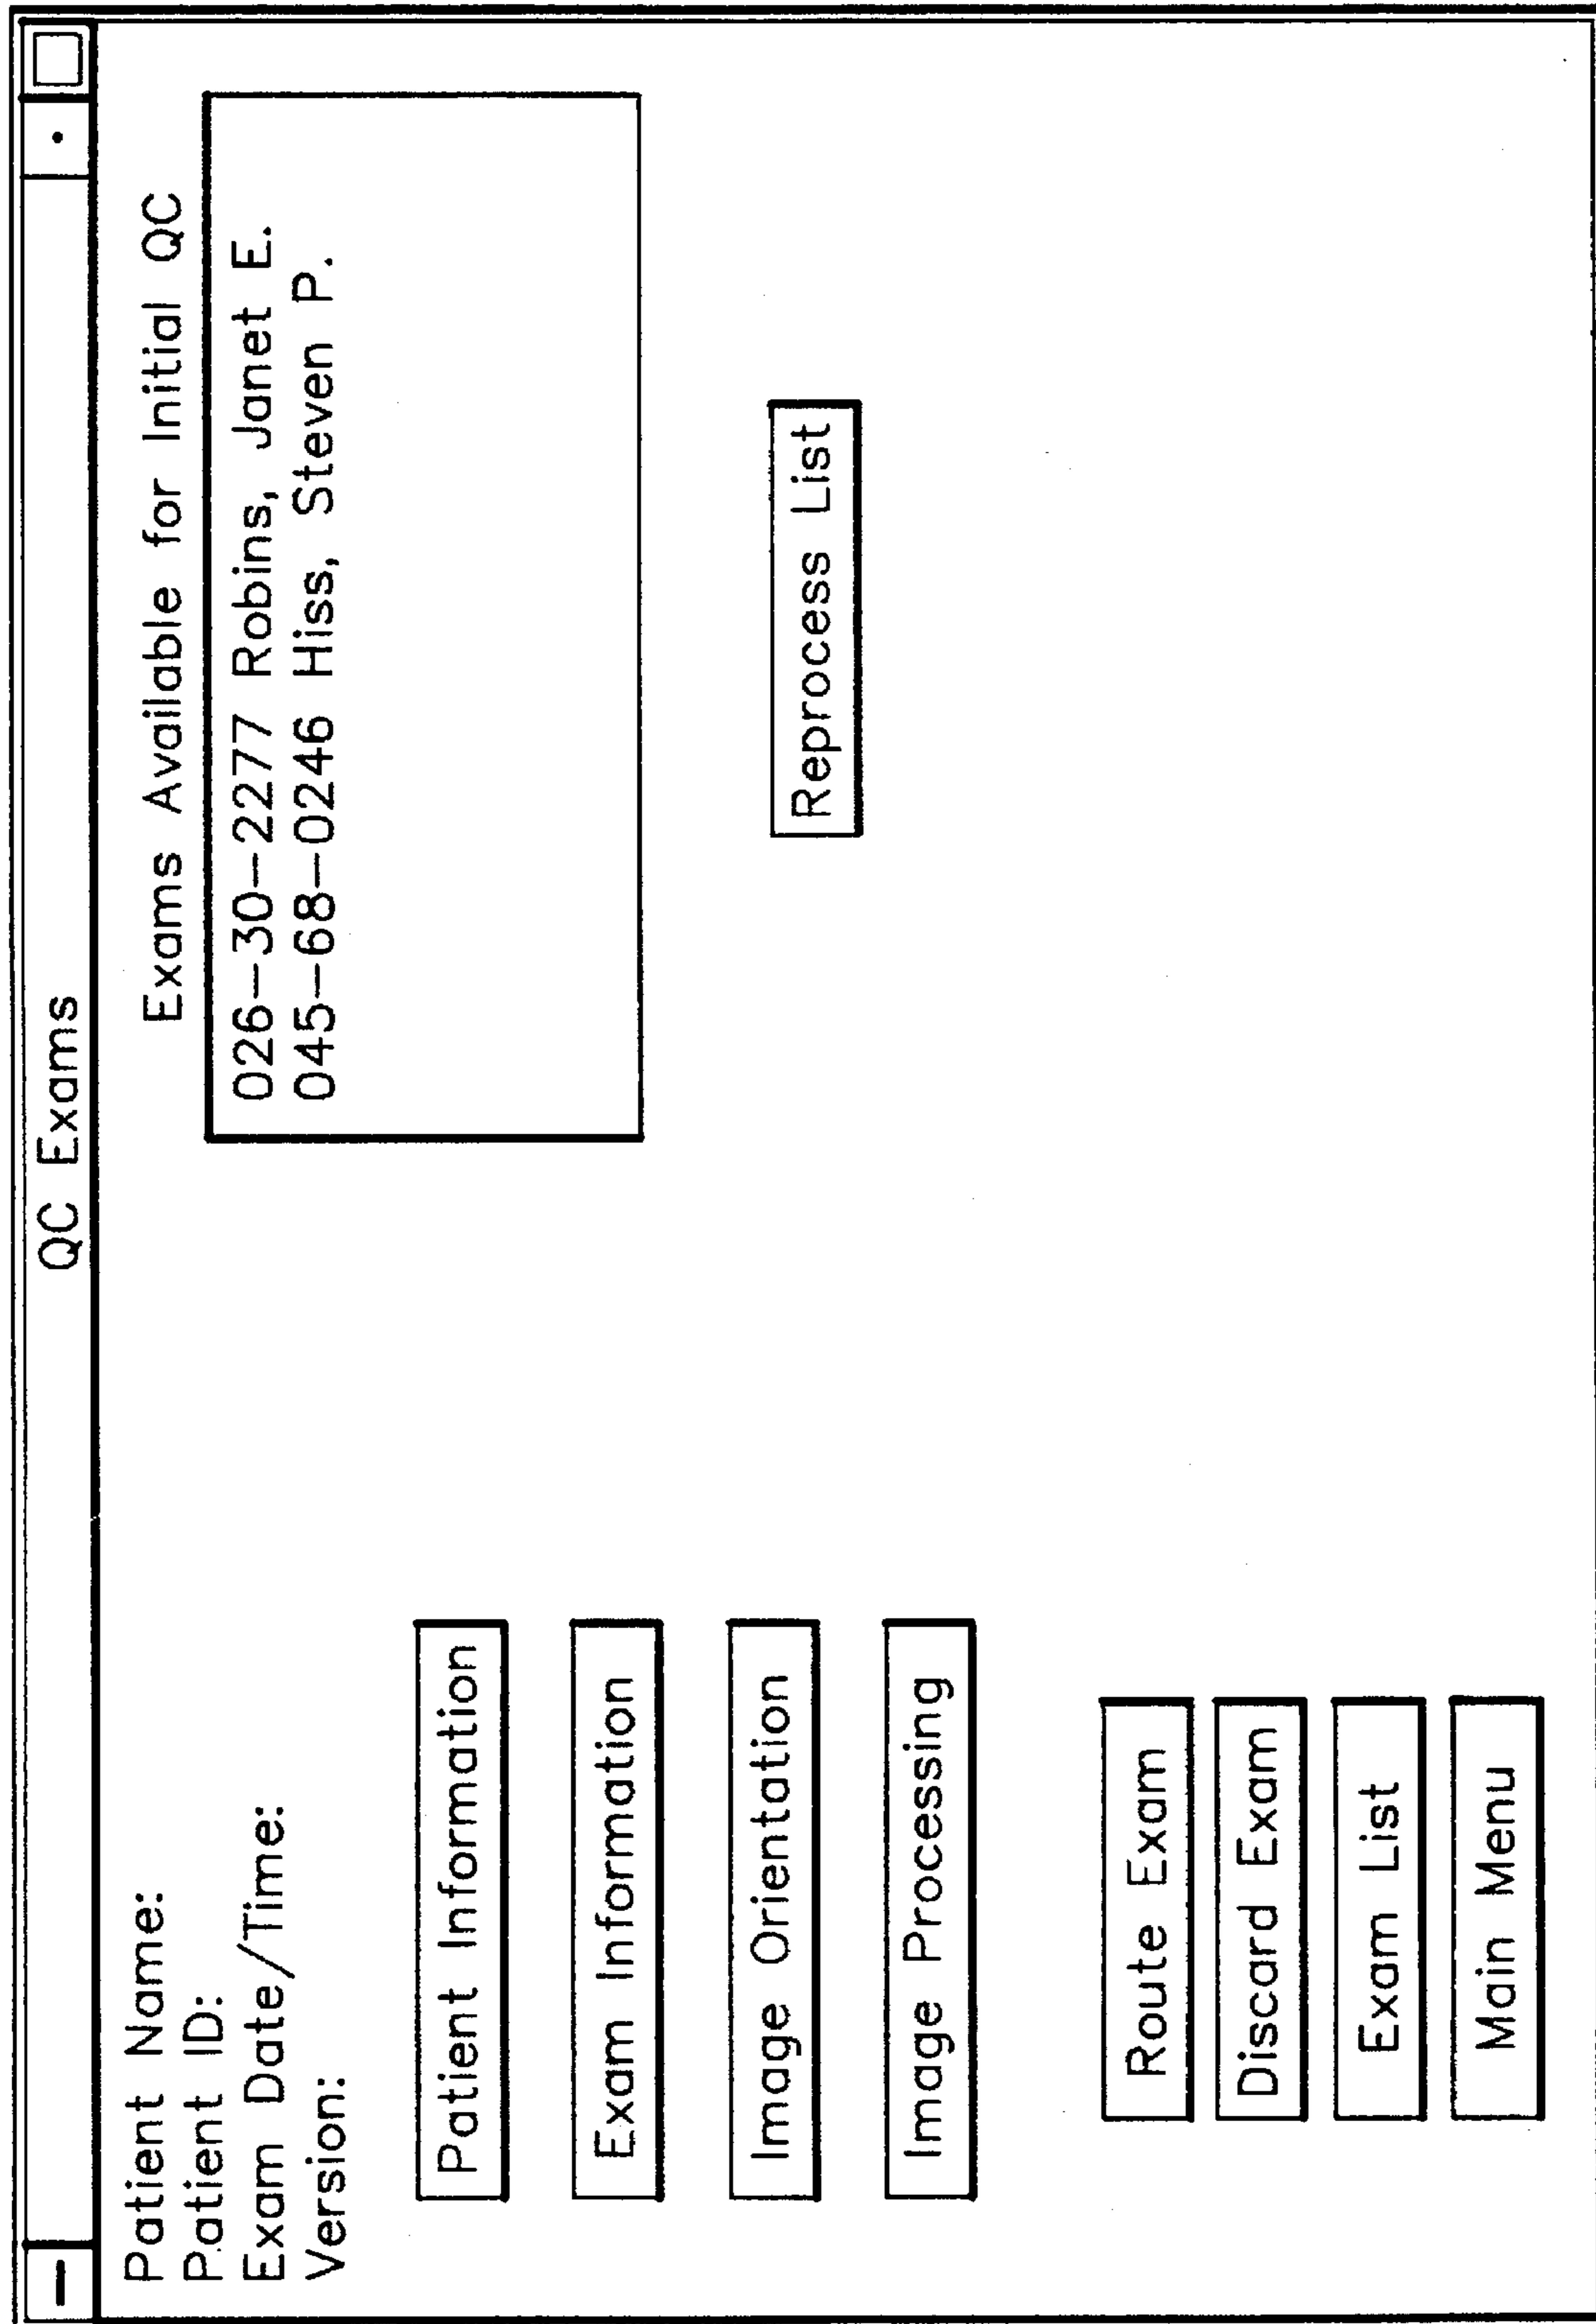 QC Exams
Patient Name:
Patient ID:
Exam Date/Time:
Version:
Patient Information
Exam Information
Image Orientation
Image Processing
Route Exam
Discard Exam
Exam List
Main Menu
Exams Available for Initial QC
026-30-2277 Robins, Janet E.
045-68-0246 Hiss, Steven P.
Reprocess List